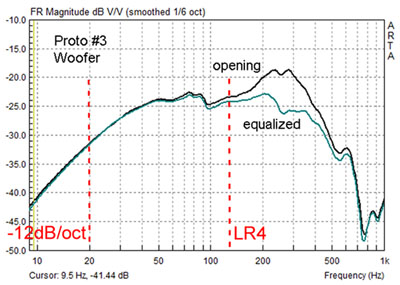 FR Magnitude dB V/V (smoothed 1/6 oct)
-10.0
-15.0
-20.0
-25.0
-30.0
-35.0
-40.0
-45.0
-50.0
A
R
T
A
Proto #3
Woofer
opening
equalized
-12dB/oct
LR4
10 20 50 100 200 500 1k
Cursor: 9.5 Hz, -41.44 dB
Frequency (Hz)